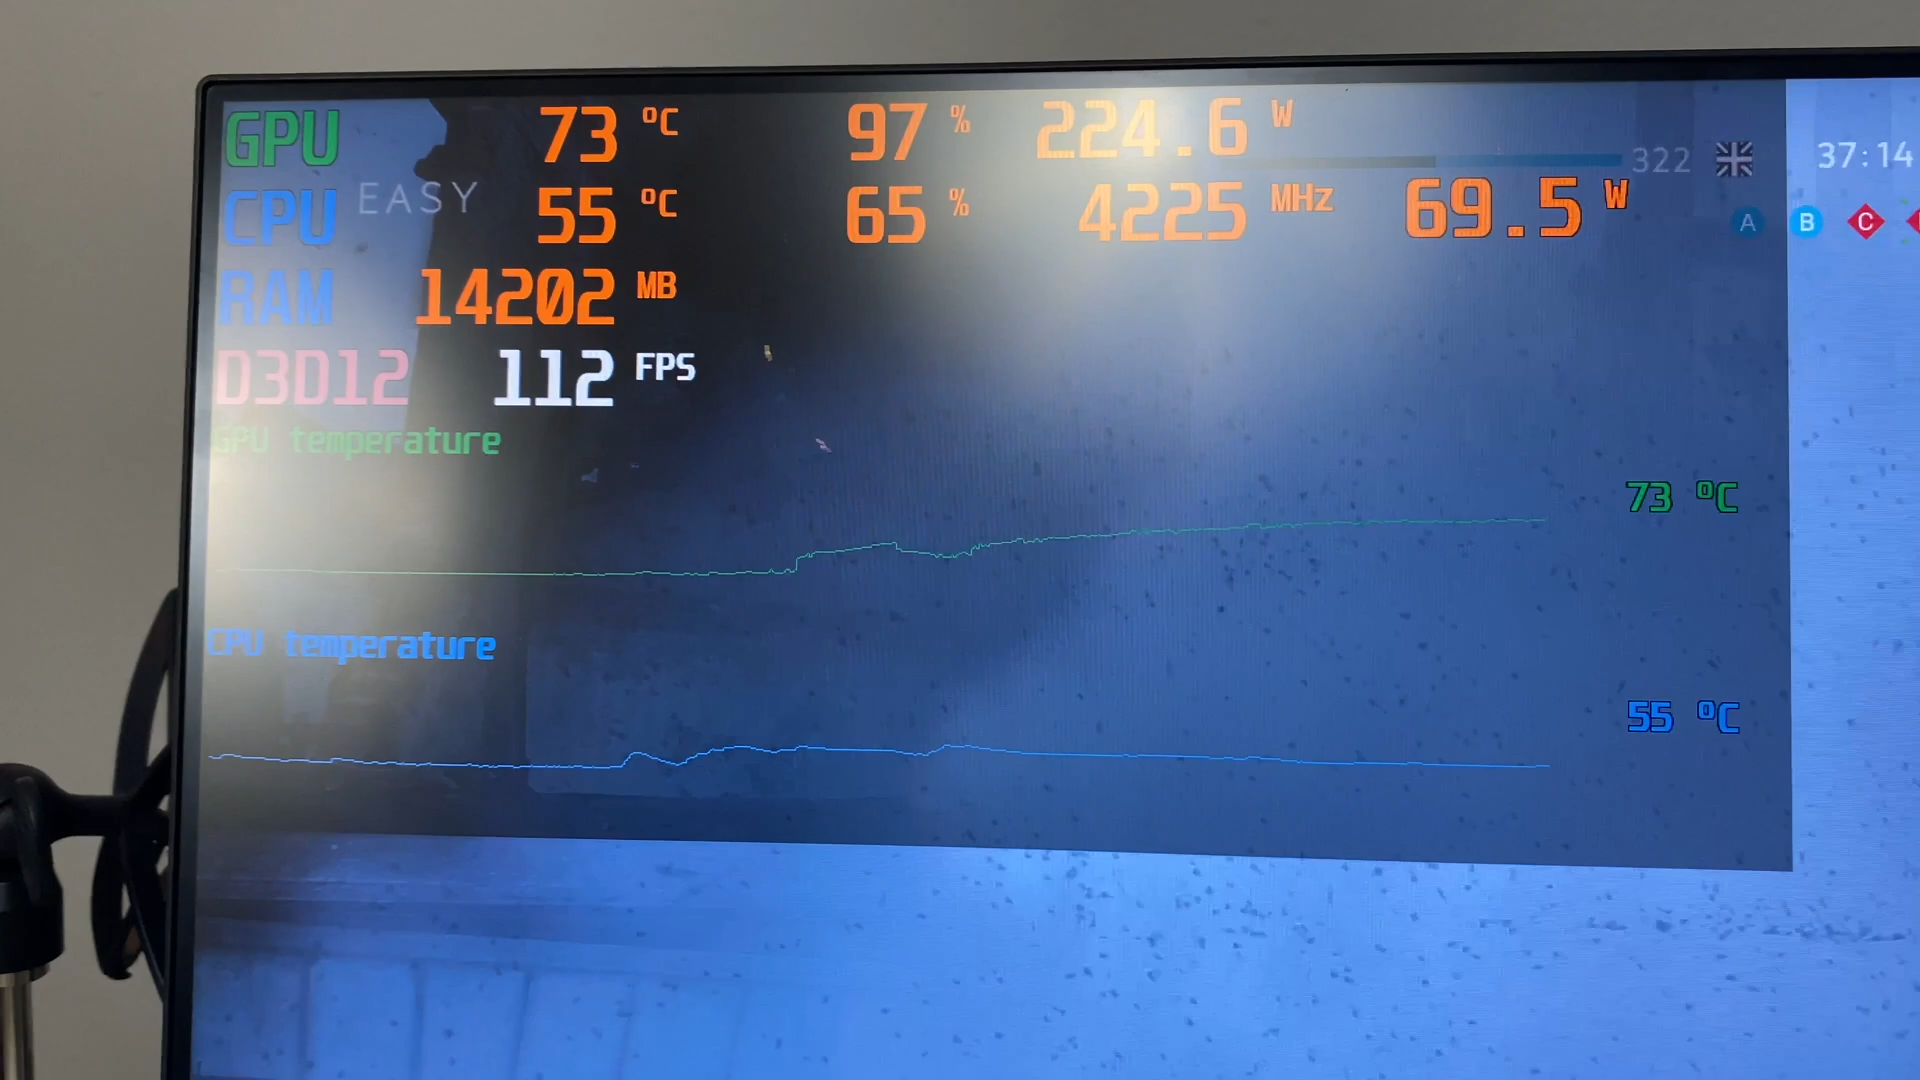 GPU 73 °C 97 % 224.6 W
322 37:14
EASY
CPU 55 °C 65 % 4225 MHz 69.5 W
A B C
RAM 14202 MB
D3D12 112 FPS
GPU temperature
73 °C
CPU temperature
55 °C